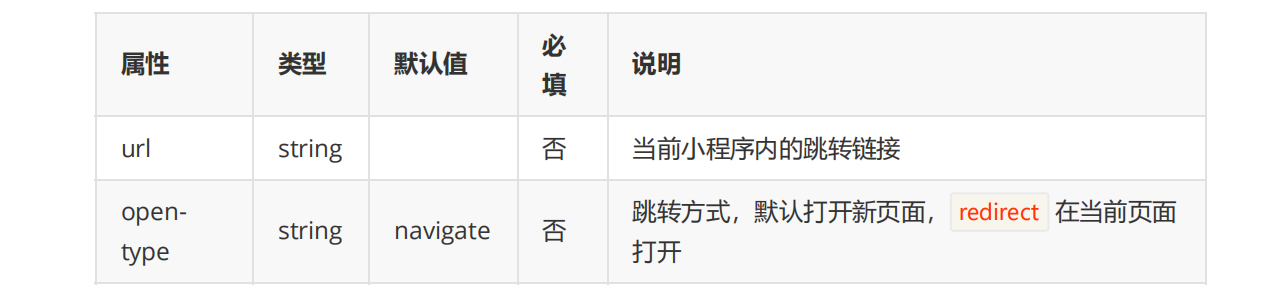 属性 类型 默认值 必填 说明
url string 否 当前小程序内的跳转链接
open-type string navigate 否 跳转方式，默认打开新页面， redirect 在当前页面打开